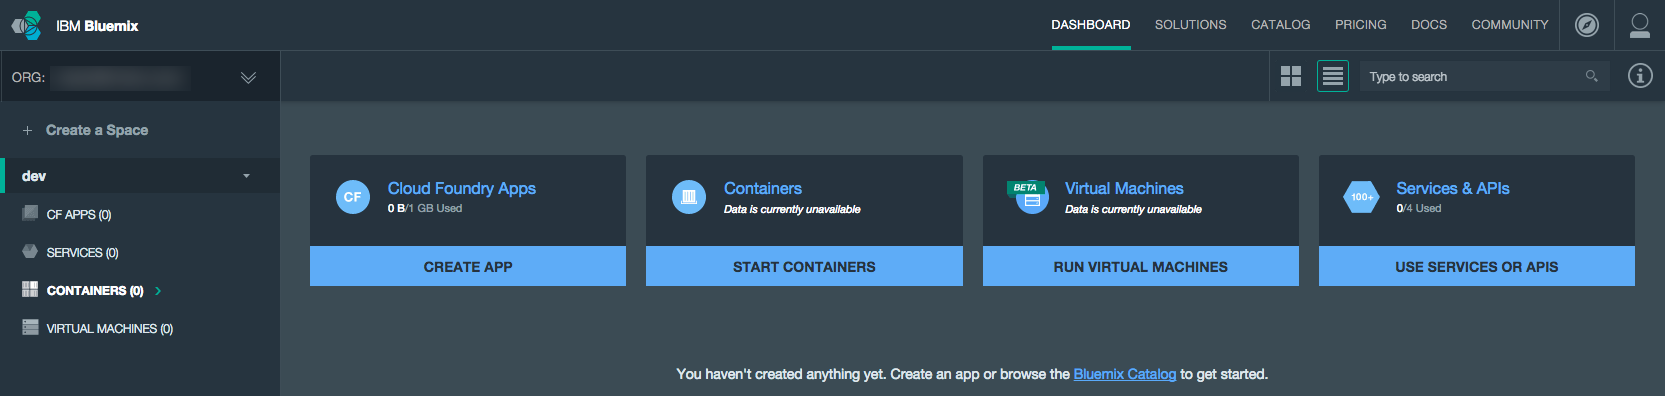 IBM Bluemix
DASHBOARD
SOLUTIONS
CATALOG
PRICING
DOCS
COMMUNITY
ORG:
Type to search
+ Create a Space
dev
CF APPS (0)
SERVICES (0)
CONTAINERS (0)
VIRTUAL MACHINES (0)
CF
Cloud Foundry Apps
0 B/1 GB Used
CREATE APP
Containers
Data is currently unavailable
START CONTAINERS
BETA
Virtual Machines
Data is currently unavailable
RUN VIRTUAL MACHINES
100+
Services & APIs
0/4 Used
USE SERVICES OR APIS
You haven't created anything yet. Create an app or browse the Bluemix Catalog to get started.